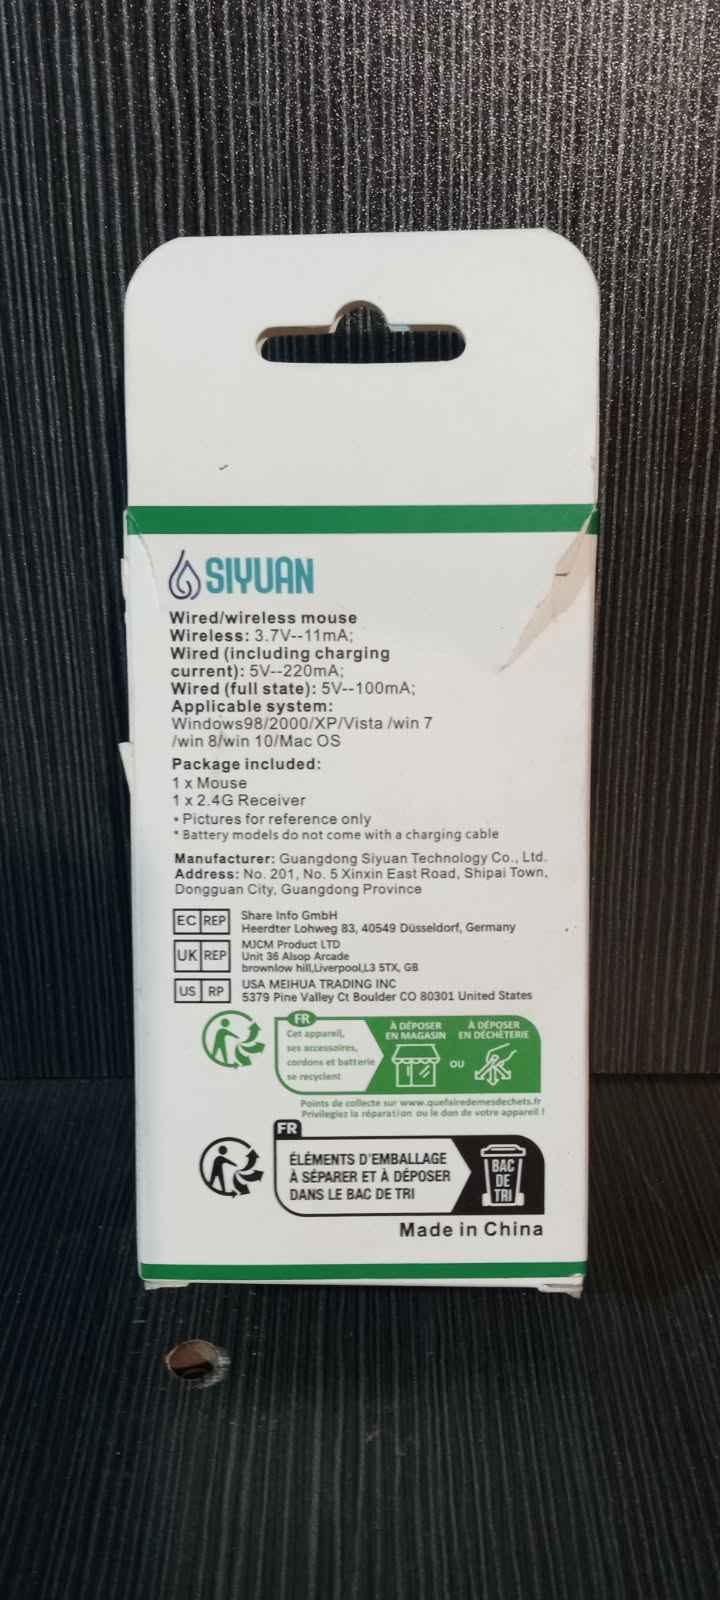 SIYUAN
Wired/wireless mouse
Wireless: 3.7V--11mA;
Wired (including charging
current): 5V--220mA;
Wired (full state): 5V--100mA;
Applicable system:
Windows98/2000/XP/Vista /win 7
/win 8/win 10/Mac OS
Package included:
1 x Mouse
1 x 2.4G Receiver
• Pictures for reference only
* Battery models do not come with a charging cable
Manufacturer: Guangdong Siyuan Technology Co., Ltd.
Address: No. 201, No. 5 Xinxin East Road, Shipai Town,
Dongguan City, Guangdong Province
EC REP
Share Info GmbH
Heerdter Lohweg 83, 40549 Düsseldorf, Germany
UK REP
MJCM Product LTD
Unit 36 Alsop Arcade
brownlow hill,Liverpool,L3 5TX, GB
US RP
USA MEIHUA TRADING INC
5379 Pine Valley Ct Boulder CO 80301 United States
FR
Cet appareil,
ses accessoires,
cordons et batterie
se recyclent
À DÉPOSER
EN MAGASIN
OU
À DÉPOSER
EN DÉCHÈTERIE
Points de collecte sur www.quefairedemesdechets.fr
Privilegiez la réparation ou le don de votre appareil !
FR
ÉLÉMENTS D'EMBALLAGE
À SÉPARER ET À DÉPOSER
DANS LE BAC DE TRI
BAC
DE
TRI
Made in China